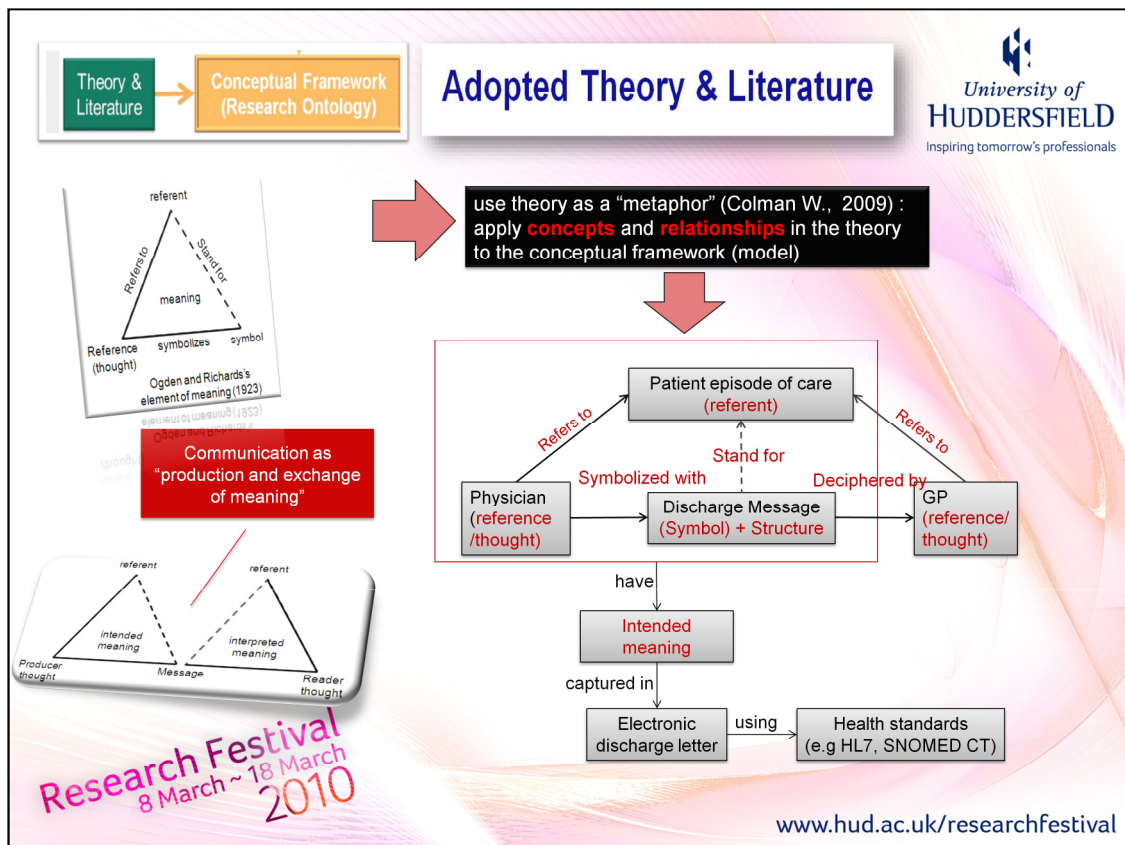 Theory &
Literature
Conceptual Framework
(Research Ontology)
Adopted Theory & Literature
University of
HUDDERSFIELD
Inspiring tomorrow's professionals
referent
Refers to
Stand for
meaning
Reference
(thought)
symbolizes
symbol
Ogden and Richards's
element of meaning (1923)
use theory as a "metaphor" (Colman W., 2009) :
apply concepts and relationships in the theory
to the conceptual framework (model)
Communication as
"production and exchange
of meaning"
referent
referent
intended
meaning
interpreted
meaning
Producer
thought
Message
Reader
thought
Patient episode of care
(referent)
Refers to
Refers to
Stand for
Symbolized with
Deciphered by
Physician
(reference
/thought)
Discharge Message
(Symbol) + Structure
GP
(reference/
thought)
have
Intended
meaning
captured in
Electronic
discharge letter
using
Health standards
(e.g HL7, SNOMED CT)
Research Festival
8 March ~ 18 March
2010
www.hud.ac.uk/researchfestival